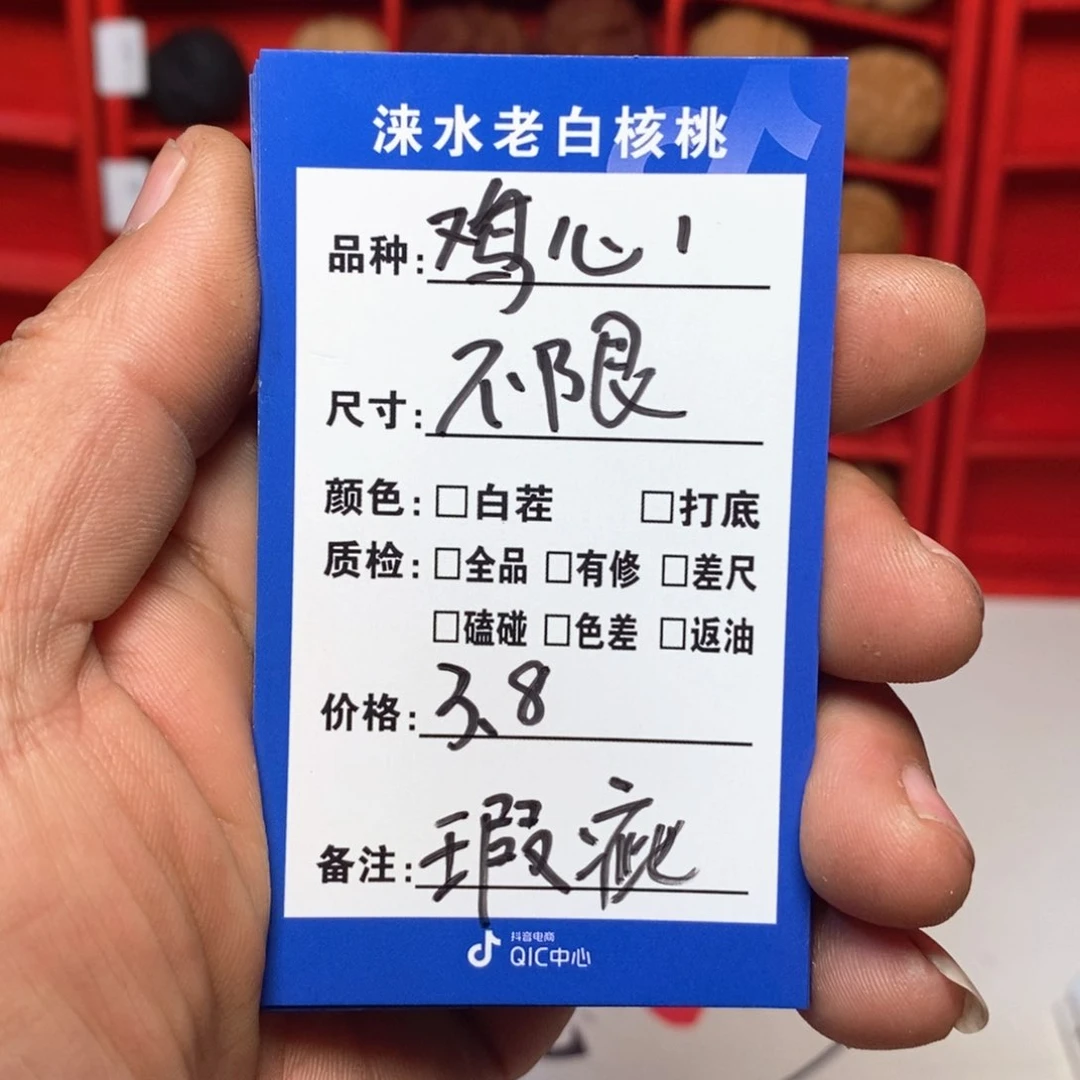 涞水老白核桃
品种:鸡心1
尺寸:不限
颜色:□白茬 □打底
质检:□全品 □有修 □差尺
□磕碰 □色差 □返油
价格:3.8
备注:瑕疵
抖音电商
QIC中心